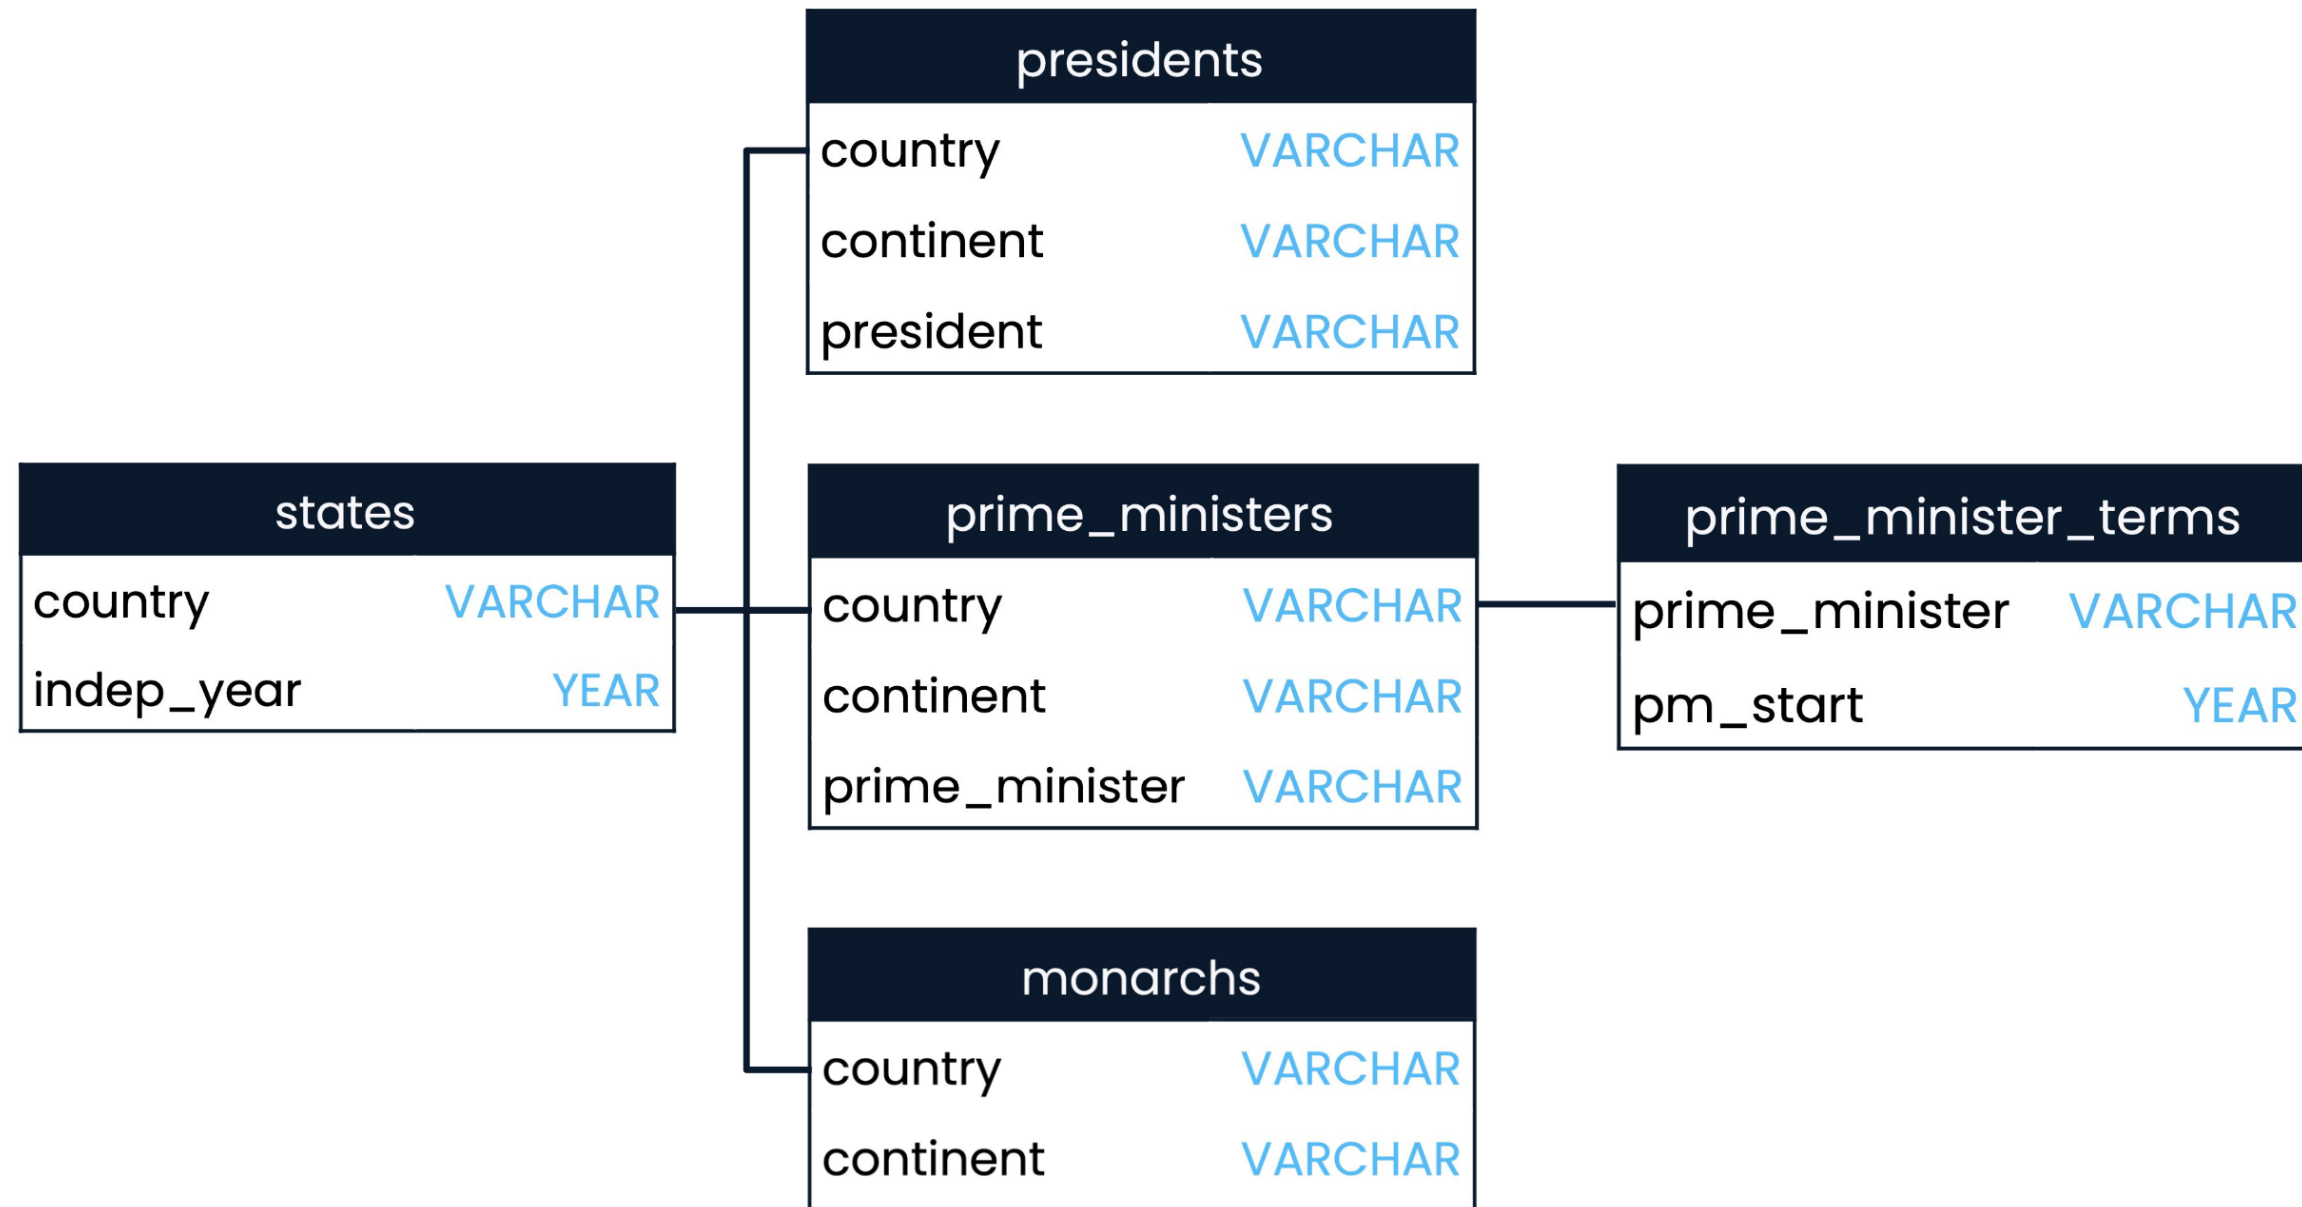 presidents
country VARCHAR
continent VARCHAR
president VARCHAR
states
country VARCHAR
indep_year YEAR
prime_ministers
country VARCHAR
continent VARCHAR
prime_minister VARCHAR
prime_minister_terms
prime_minister VARCHAR
pm_start YEAR
monarchs
country VARCHAR
continent VARCHAR